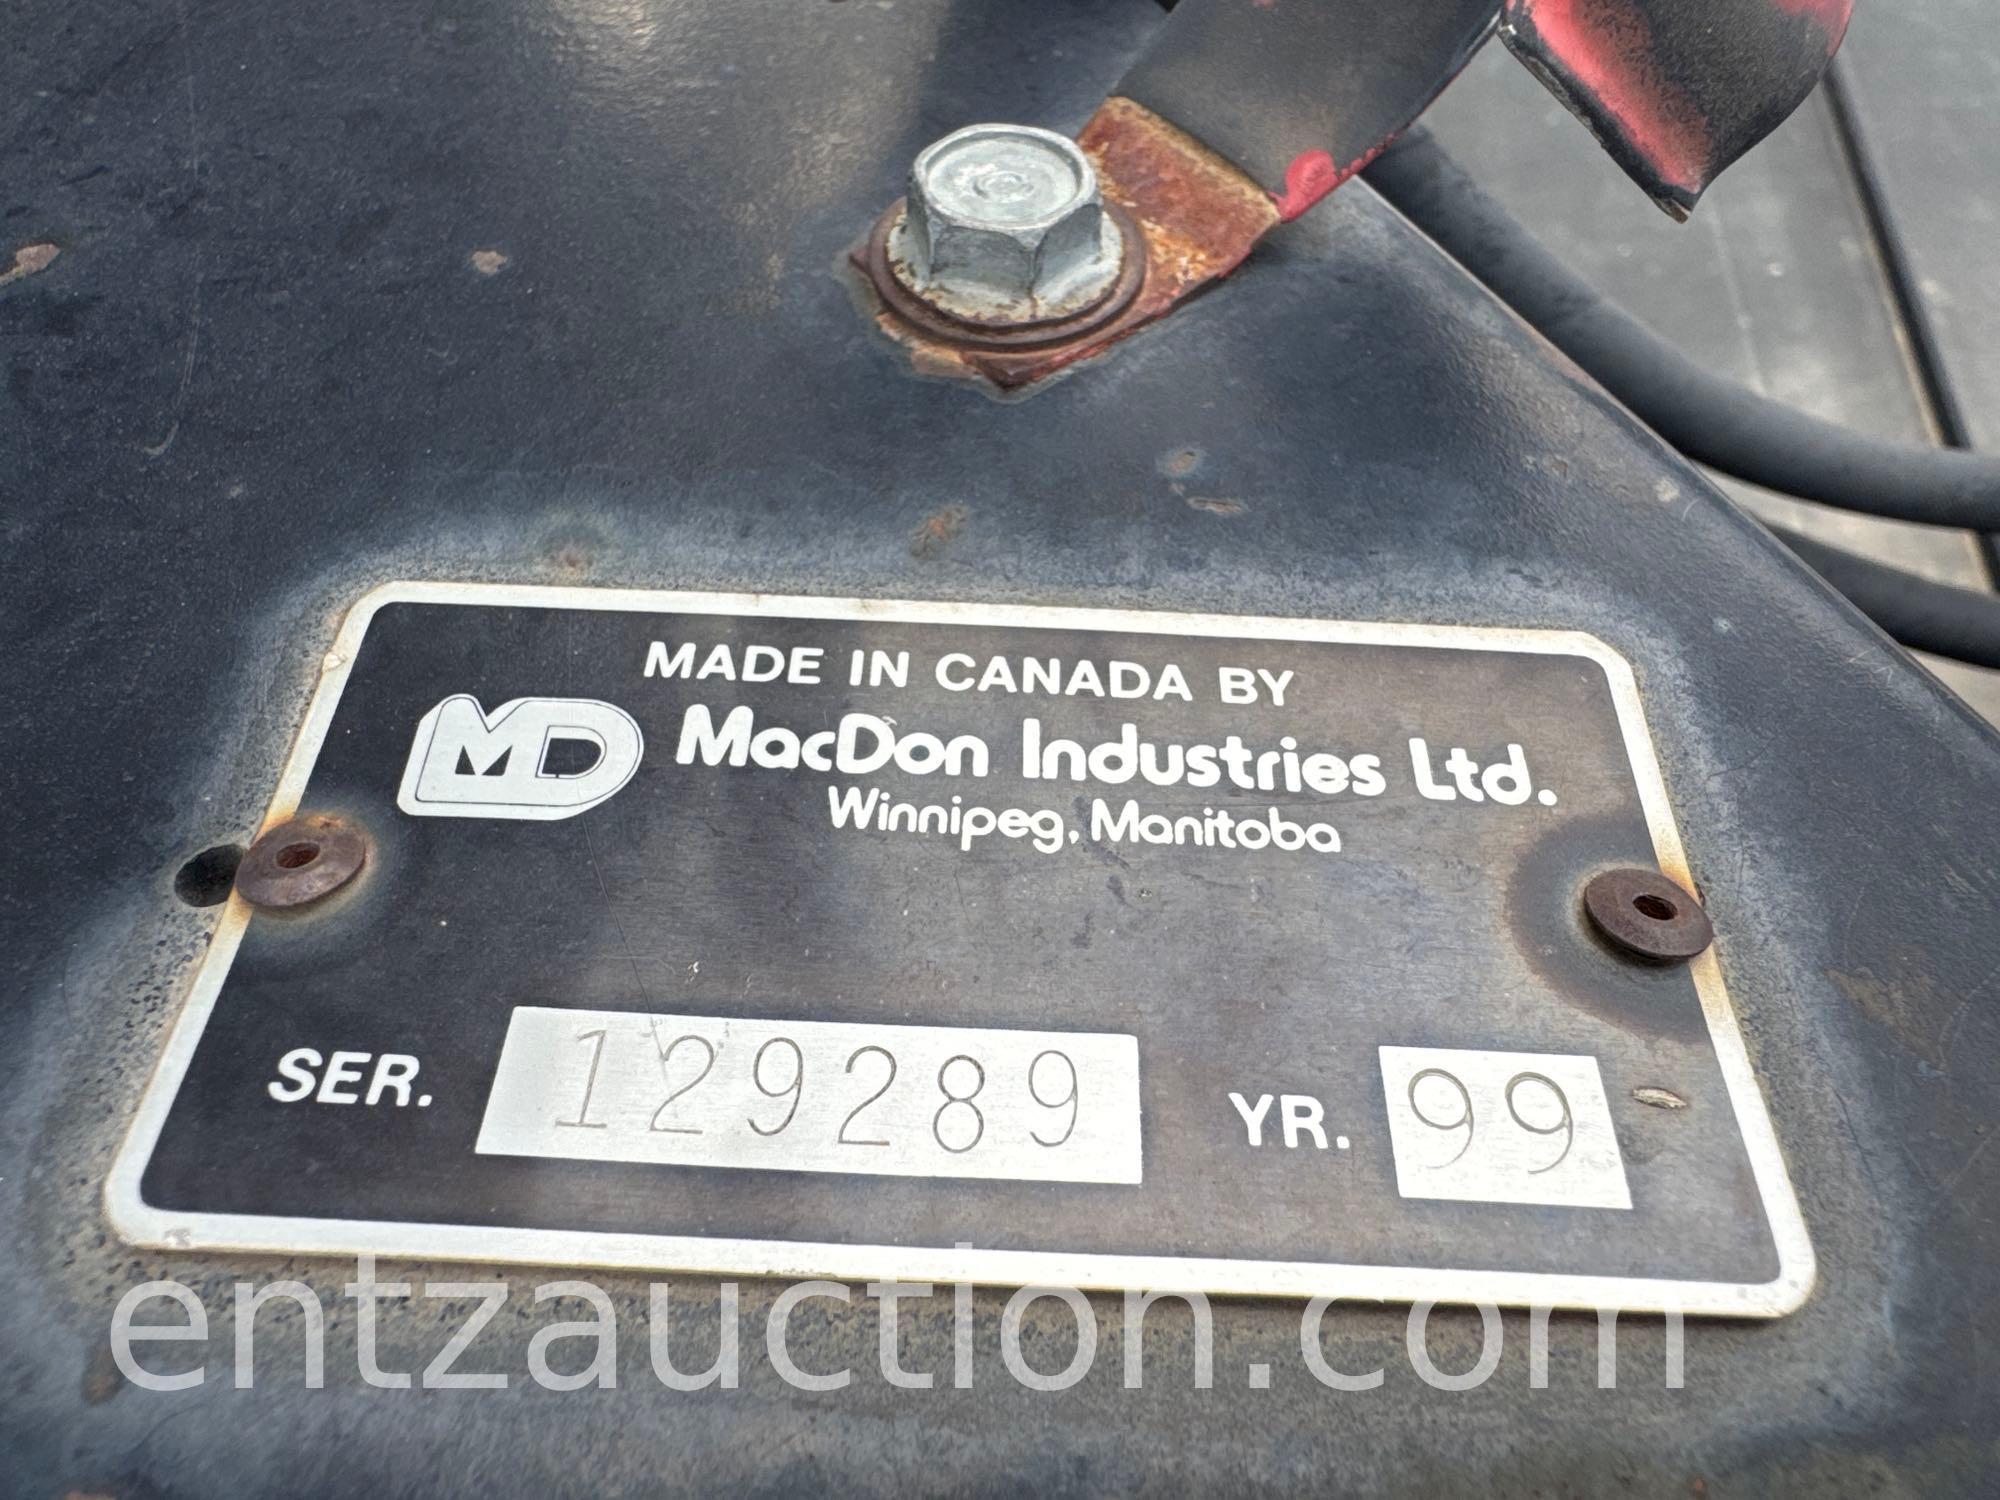 MADE IN CANADA BY
MD MacDon Industries Ltd.
Winnipeg, Manitoba
SER. 129289 YR. 99
entzauction.com